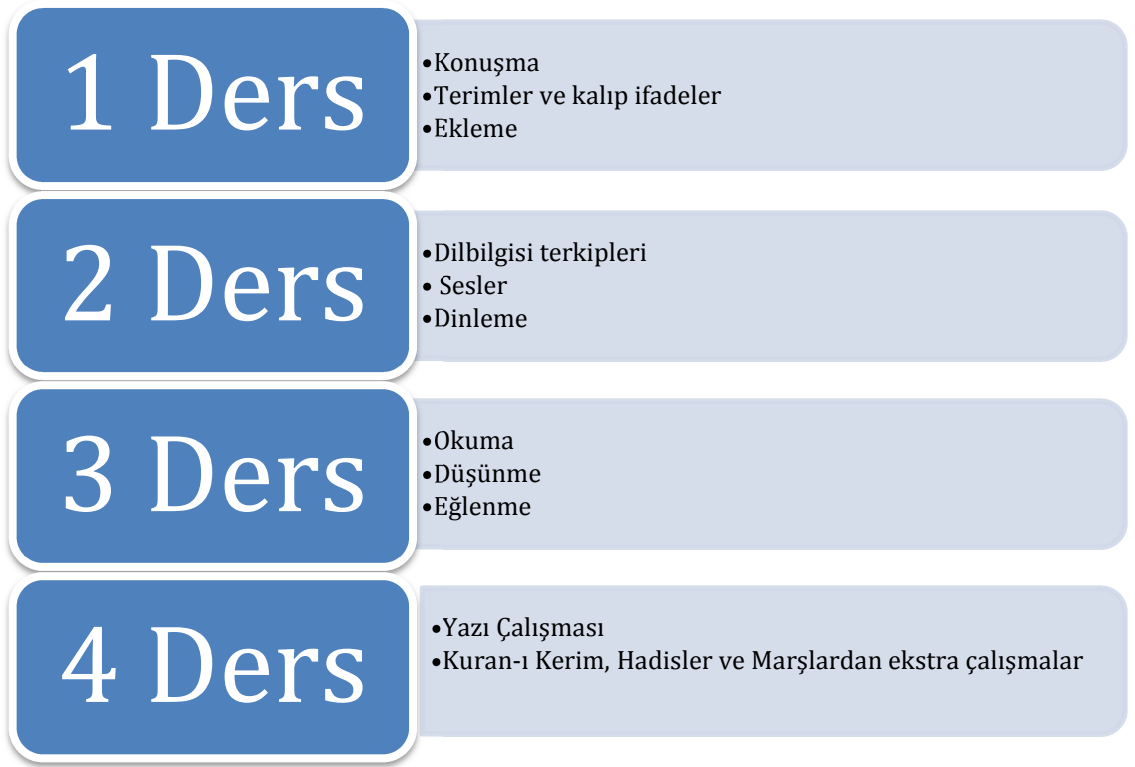 1 Ders
•Konuşma
•Terimler ve kalıp ifadeler
•Ekleme
2 Ders
•Dilbilgisi terkipleri
• Sesler
•Dinleme
3 Ders
•Okuma
•Düşünme
•Eğlenme
4 Ders
•Yazı Çalışması
•Kuran-ı Kerim, Hadisler ve Marşlardan ekstra çalışmalar